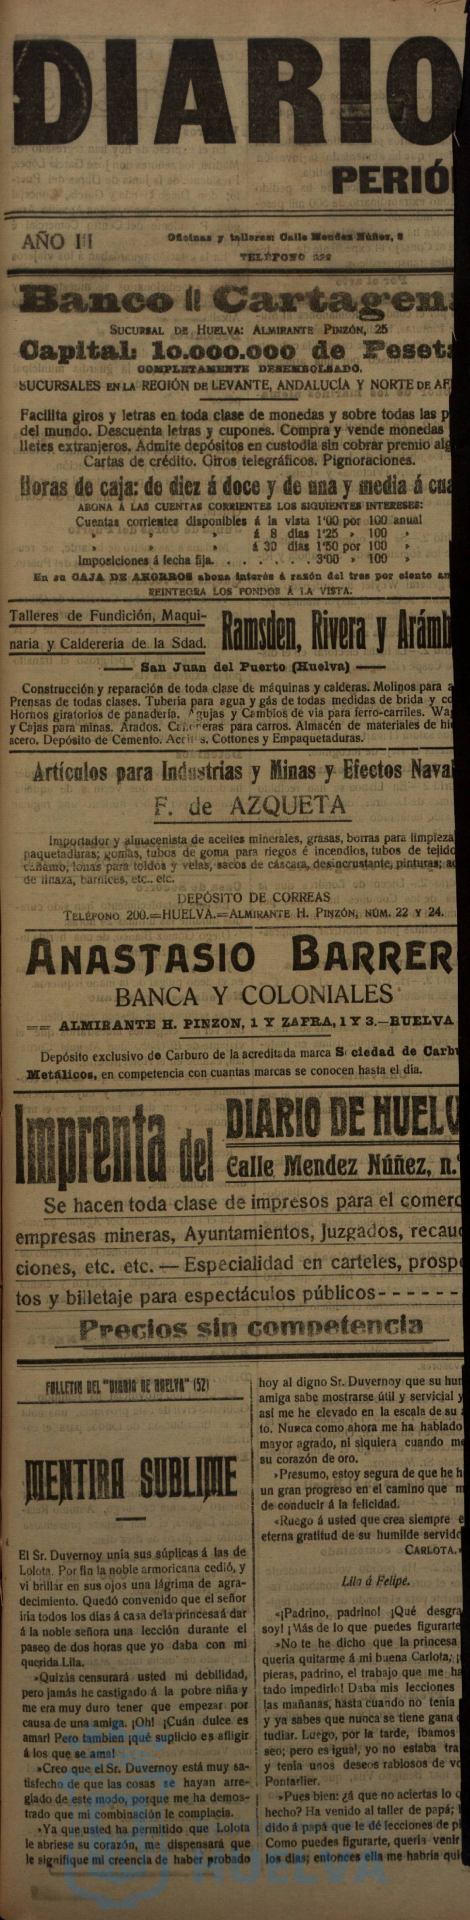 DIARIO
PERIÓ
AÑO III
Oficinas y talleres: Calle Mendez Núñez, 8
TELÉFONO 222
Banco de Cartagena
SUCURSAL DE HUELVA: ALMIRANTE PINZÓN, 25
Capital: 10.000.000 de Peseta
COMPLETAMENTE DESEMBOLSADO.
SUCURSALES EN LA REGIÓN DE LEVANTE, ANDALUCÍA Y NORTE DE AF
Facilita giros y letras en toda clase de monedas y sobre todas las p
del mundo. Descuenta letras y cupones. Compra y vende monedas
lletes extranjeros. Admite depósitos en custodia sin cobrar premio alg
Cartas de crédito. Giros telegráficos. Pignoraciones.
Horas de caja: de diez á doce y de una y media á cua
ABONA Á LAS CUENTAS CORRIENTES LOS SIGUIENTES INTERESES:
Cuentas corrientes disponibles á la vista 1'00 por 100 anual
» » » á 8 dias 1'25 » 100 »
» » » á 30 dias 1'50 por 100 »
Imposiciones á fecha fija. . . . . . . 3'00 » 100 »
En su CAJA DE AHORROS abona interés á razón del tres por ciento an
REINTEGRA LOS FONDOS Á LA VISTA.
Talleres de Fundición, Maqui-
naria y Calderería de la Sdad.
Ramsden, Rivera y Arámb
San Juan del Puerto (Huelva)
Construcción y reparación de toda clase de máquinas y calderas. Molinos para a
Prensas de todas clases. Tubería para agua y gás de todas medidas de brida y co
Hornos giratorios de panadería. Agujas y Cambios de via para ferro-carriles. Wa
y Cajas para minas. Arados. para carros. Almacén de materiales de hi
acero. Depósito de Cemento. Cottones y Empaquetaduras.
Artículos para Industrias y Minas y Efectos Naval
F. de AZQUETA
Importador y almacenista de aceites minerales, grasas, borras para limpieza
paquetaduras; gomas, tubos de goma para riegos é incendios, tubos de tejido
cáñamo, lonas para toldos y velas, sacos de cáscara, desincrustante, pinturas; ac
de linaza, barnices, etc., etc.
DEPÓSITO DE CORREAS
TELÉFONO 200.=HUELVA.=ALMIRANTE H. PINZÓN, NÚM. 22 Y 24.
ANASTASIO BARRER
BANCA Y COLONIALES
== ALMIRANTE H. PINZON, 1 Y ZAFRA, 1 Y 3.—HUELVA
Depósito exclusivo de Carburo de la acreditada marca Sociedad de Carbu
Metálicos, en competencia con cuantas marcas se conocen hasta el día.
Imprenta del DIARIO DE HUELV
Calle Mendez Núñez, n.º
Se hacen toda clase de impresos para el comerc
empresas mineras, Ayuntamientos, Juzgados, recau
ciones, etc. etc. — Especialidad en carteles, prospe
tos y billetaje para espectáculos públicos- - - - - -
Precios sin competencia
FOLLETIN DEL "DIARIO DE HUELVA" (52)
MENTIRA SUBLIME
El Sr. Duvernoy unía sus súplicas á las de
Lolota. Por fin la noble armoricana cedió, y
vi brillar en sus ojos una lágrima de agra-
decimiento. Quedó convenido que el señor
iria todos los días á casa de la princesa á dar
á la noble señora una lección durante el
paseo de dos horas que yo daba con mi
querida Lila.
»Quizás censurará usted mi debilidad,
pero jamás he castigado á la pobre niña y
me era muy duro tener que empezar por
causa de una amiga. ¡Oh! ¡Cuán dulce es
amar! Pero tambien ¡qué suplicio es afligir
á los que se ama!
»Creo que el Sr. Duvernoy está muy sa-
tisfecho de que las cosas se hayan arre-
glado de este modo, porque me ha demos-
trado que mi combinación le complacía.
»Ya que usted ha permitido que Lolota
le abriese su corazón, me dispensará que
le signifique mi creencia de haber probado
hoy al digno Sr. Duvernoy que su hum
amiga sabe mostrarse útil y servicial y
asi me he elevado en la escala de su a
to. Nunca como ahora me ha hablado
mayor agrado, ni siquiera cuando me
su corazón de oro.
»Presumo, estoy segura de que he h
un gran progreso en el camino que m
de conducir á la felicidad.
«Ruego á usted que crea siempre e
eterna gratitud de su humilde servido
CARLOTA.»
Lila á Felipe.
«¡Padrino, padrino! ¡Qué desgra
soy! ¡Más de lo que puedes figurarte
»No te he dicho que la princesa
quería quitarme á mi buena Carlota; ¡
pieras, padrino, el trabajo que me ha
tado impedirlo! Daba mis lecciones
las mañanas, hasta cuando no tenía
y ya sabes que nunca se tiene gana
tudiar. Luego, por la tarde, íbamos
seo; pero es igual, yo no estaba tra
y tenía unos deseos rabiosos de vo
Pontarlier.
»Pues bien: ¿á que no aciertas lo q
hecho? Ha venido al taller de papá; l
dido á papá que le dé lecciones de pi
Como puedes figurarte, quería venir
los días; entonces ella me habría qui
HUELVA